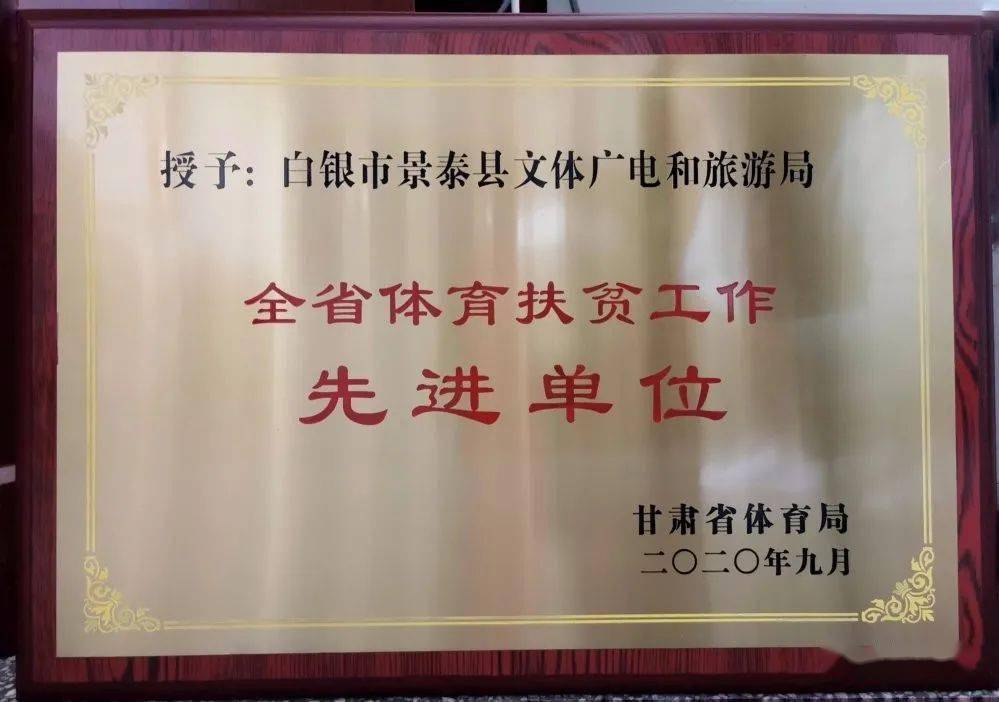 授予：白银市景泰县文体广电和旅游局
全省体育扶贫工作
先进单位
甘肃省体育局
二〇二〇年九月